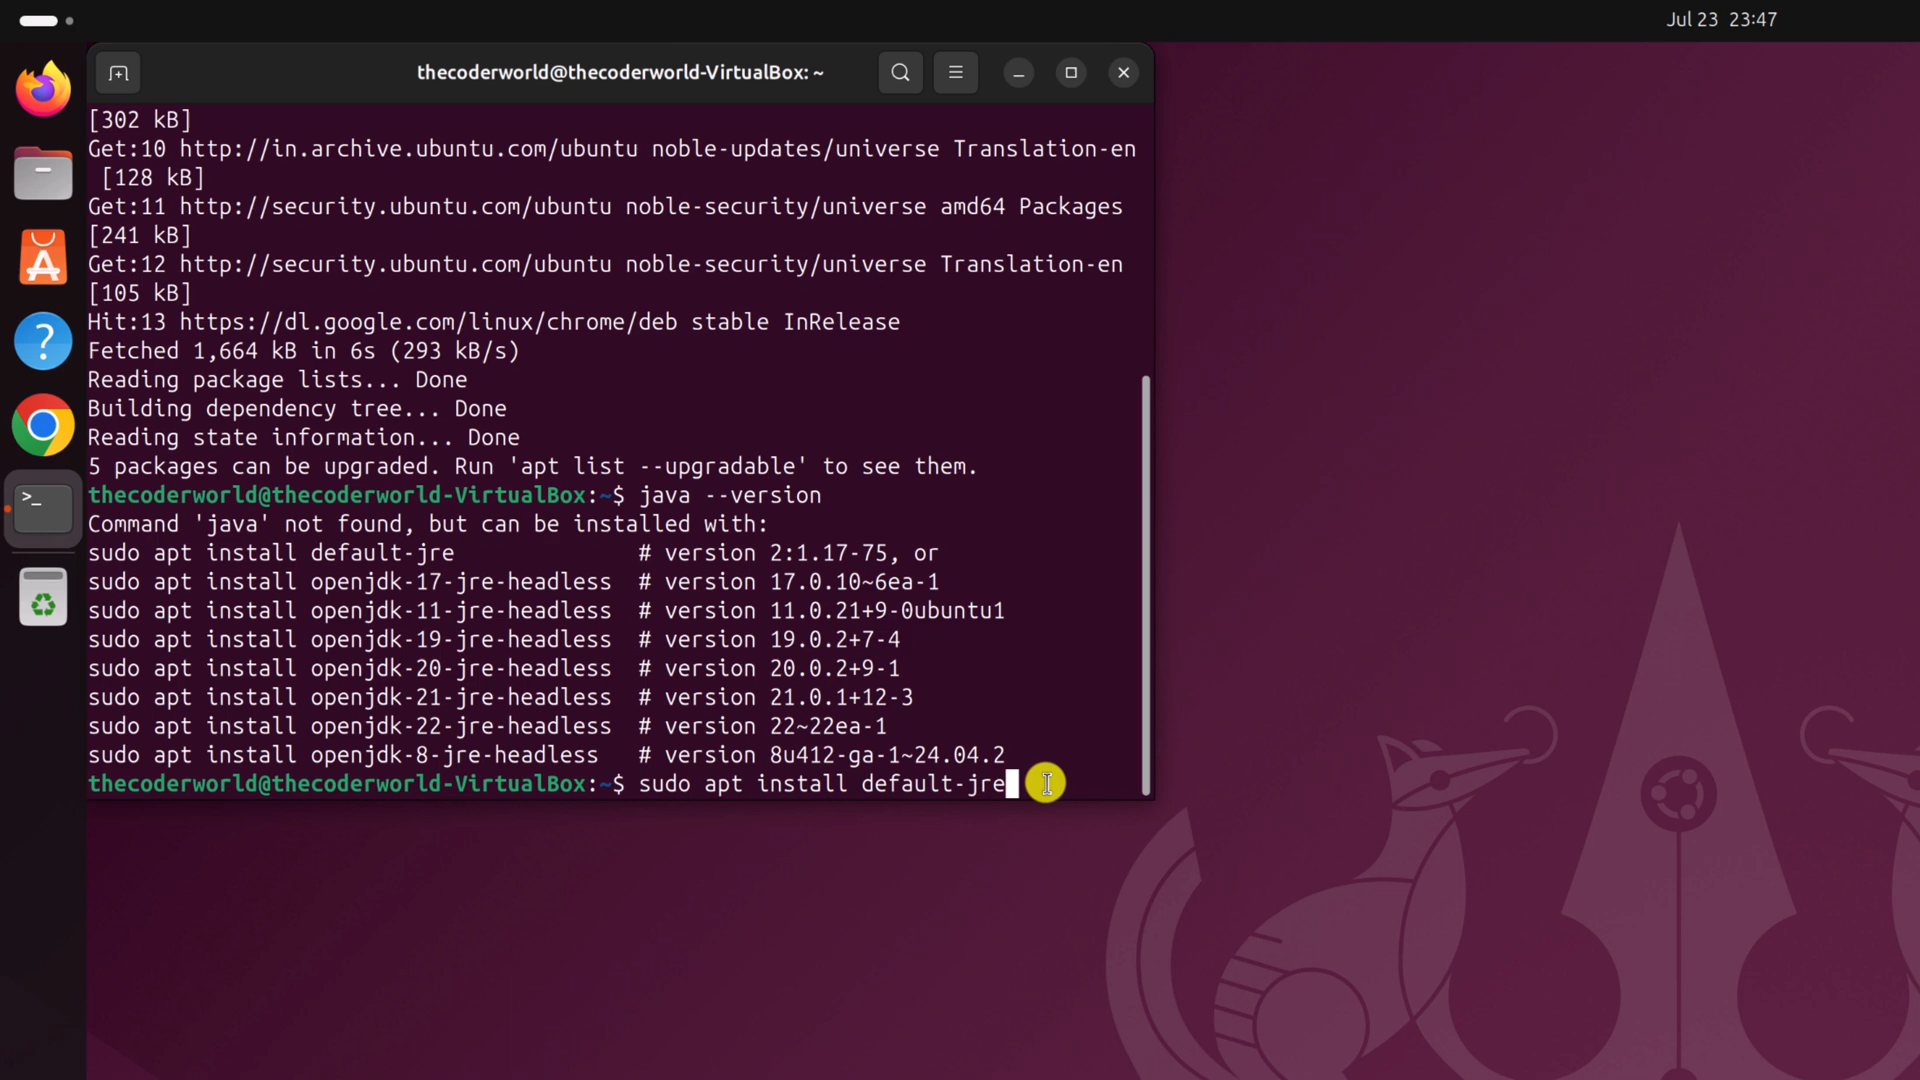 Jul 23 23:47
thecoderworld@thecoderworld-VirtualBox: ~
[302 kB]
Get:10 http://in.archive.ubuntu.com/ubuntu noble-updates/universe Translation-en
[128 kB]
Get:11 http://security.ubuntu.com/ubuntu noble-security/universe amd64 Packages
[241 kB]
Get:12 http://security.ubuntu.com/ubuntu noble-security/universe Translation-en
[105 kB]
Hit:13 https://dl.google.com/linux/chrome/deb stable InRelease
Fetched 1,664 kB in 6s (293 kB/s)
Reading package lists... Done
Building dependency tree... Done
Reading state information... Done
5 packages can be upgraded. Run 'apt list --upgradable' to see them.
thecoderworld@thecoderworld-VirtualBox:~$ java --version
Command 'java' not found, but can be installed with:
sudo apt install default-jre              # version 2:1.17-75, or
sudo apt install openjdk-17-jre-headless  # version 17.0.10~6ea-1
sudo apt install openjdk-11-jre-headless  # version 11.0.21+9-0ubuntu1
sudo apt install openjdk-19-jre-headless  # version 19.0.2+7-4
sudo apt install openjdk-20-jre-headless  # version 20.0.2+9-1
sudo apt install openjdk-21-jre-headless  # version 21.0.1+12-3
sudo apt install openjdk-22-jre-headless  # version 22~22ea-1
sudo apt install openjdk-8-jre-headless   # version 8u412-ga-1~24.04.2
thecoderworld@thecoderworld-VirtualBox:~$ sudo apt install default-jre